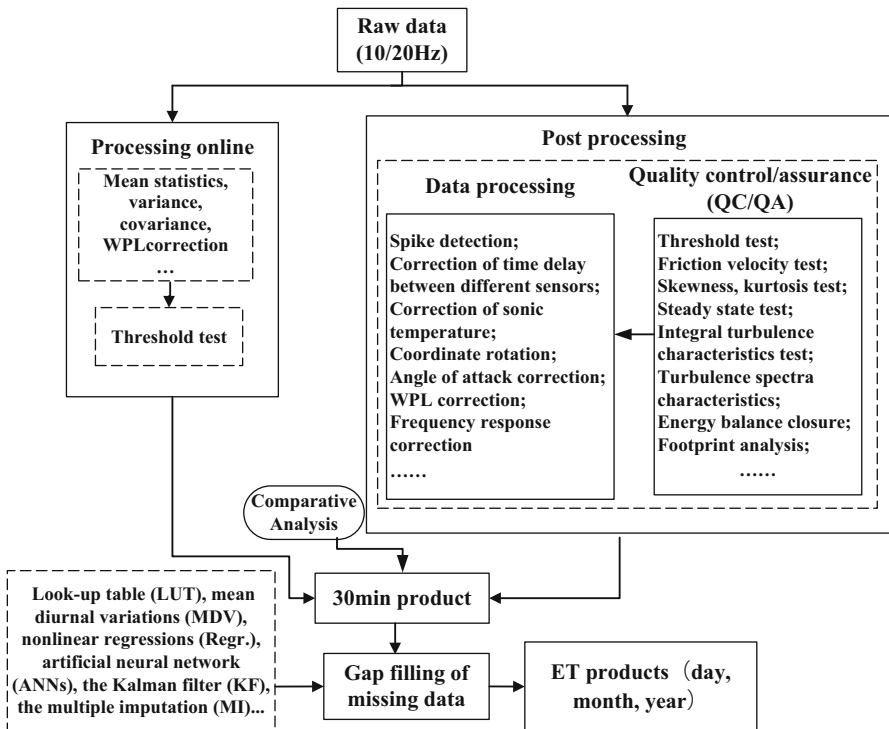 Raw data
(10/20Hz)
Processing online
Mean statistics,
variance,
covariance,
WPLcorrection
...
Threshold test
Post processing
Data processing
Spike detection;
Correction of time delay
between different sensors;
Correction of sonic
temperature;
Coordinate rotation;
Angle of attack correction;
WPL correction;
Frequency response
correction
……
Quality control/assurance
(QC/QA)
Threshold test;
Friction velocity test;
Skewness, kurtosis test;
Steady state test;
Integral turbulence
characteristics test;
Turbulence spectra
characteristics;
Energy balance closure;
Footprint analysis;
……
Comparative
Analysis
30min product
Look-up table (LUT), mean
diurnal variations (MDV),
nonlinear regressions (Regr.),
artificial neural network
(ANNs), the Kalman filter (KF),
the multiple imputation (MI)...
Gap filling of
missing data
ET products（day,
month, year）